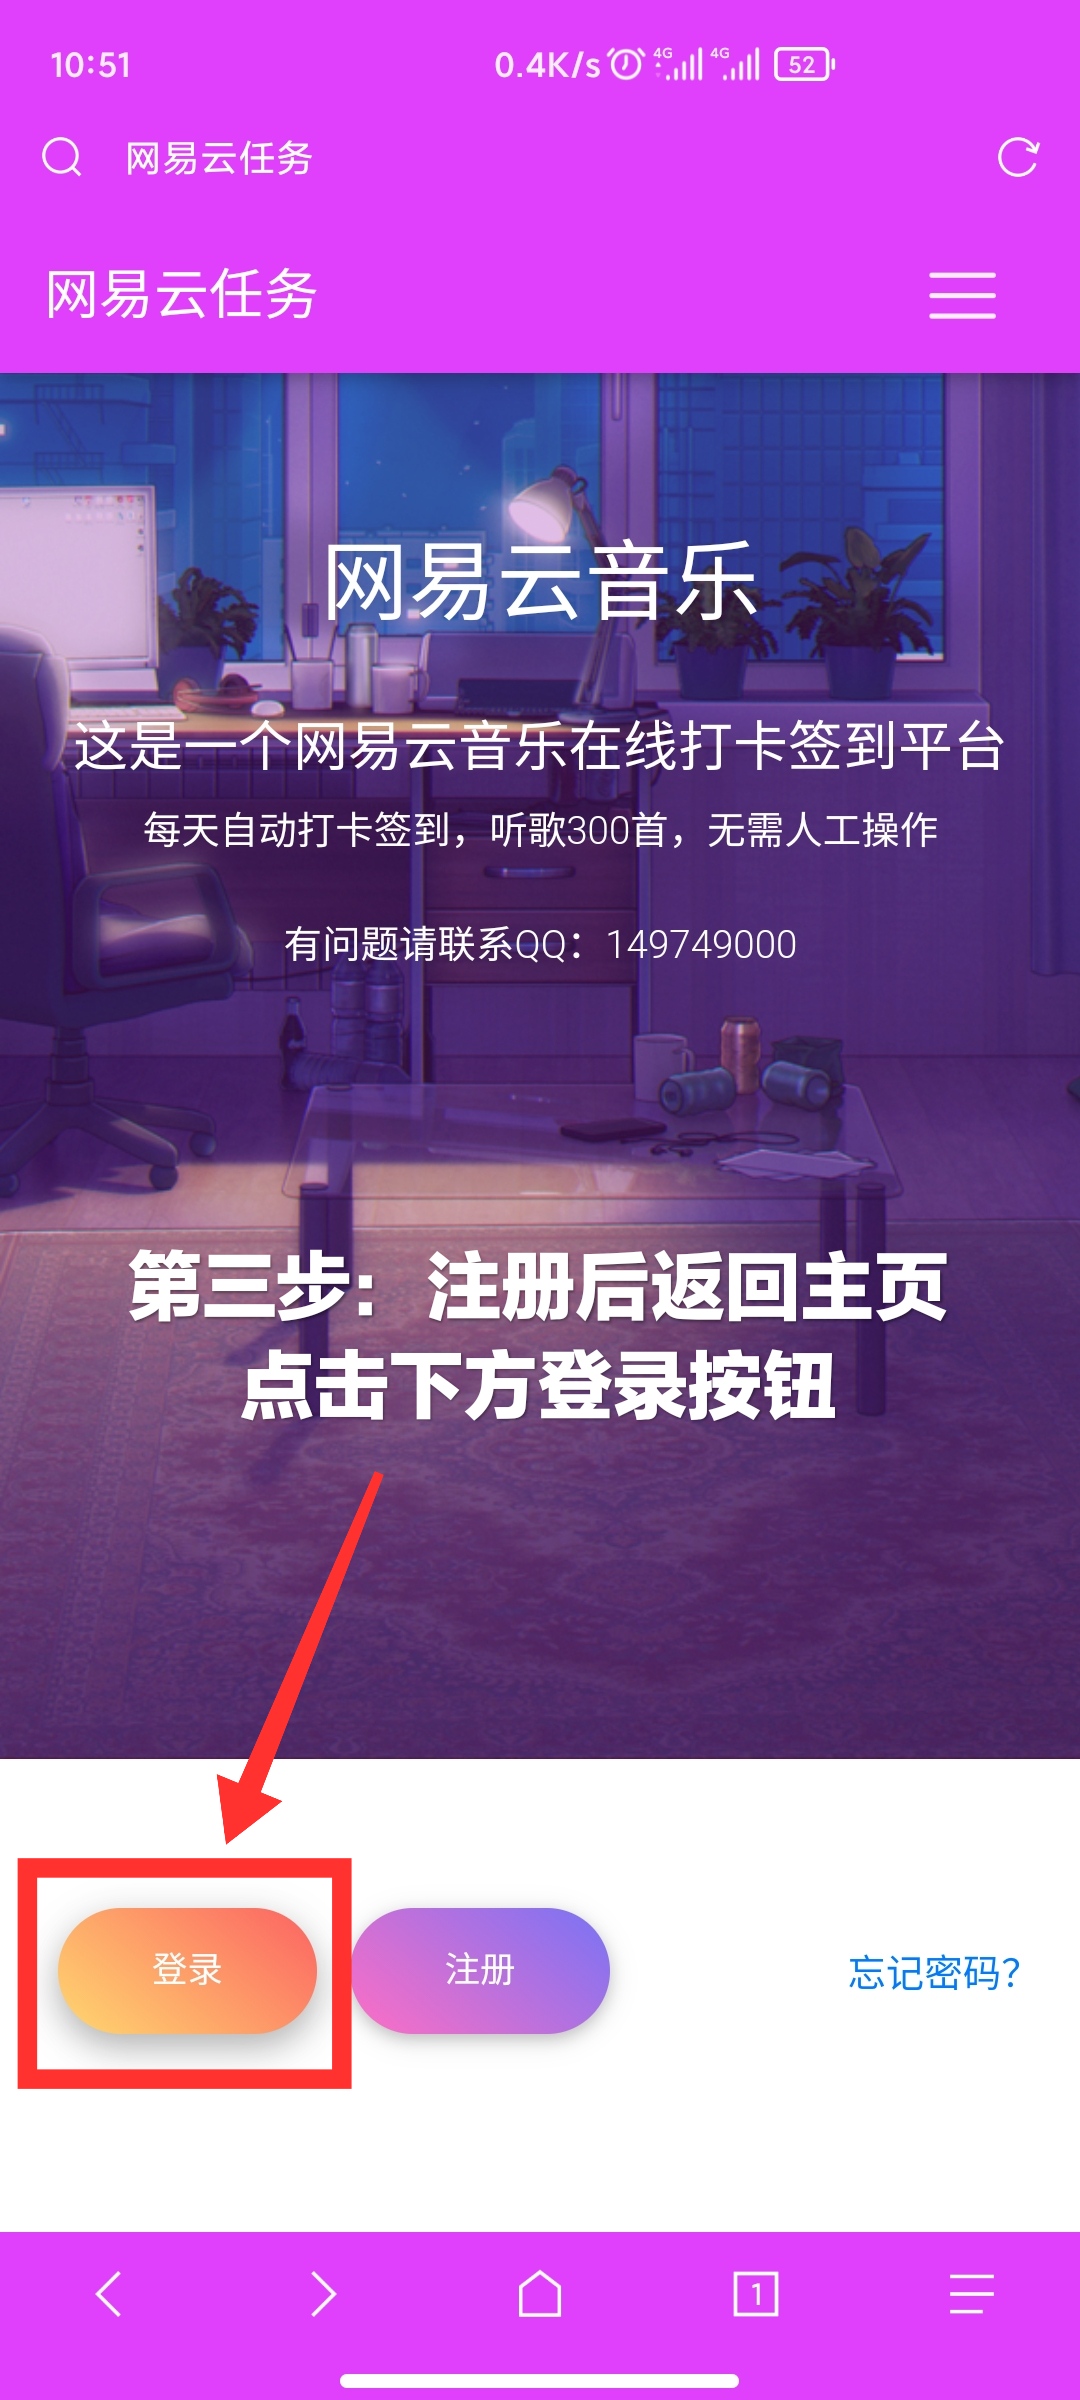 10:51
0.4K/s 4G 4G 52
网易云任务
网易云任务
网易云音乐
这是一个网易云音乐在线打卡签到平台
每天自动打卡签到，听歌300首，无需人工操作
有问题请联系QQ：149749000
第三步：注册后返回主页
点击下方登录按钮
登录 注册 忘记密码？
1